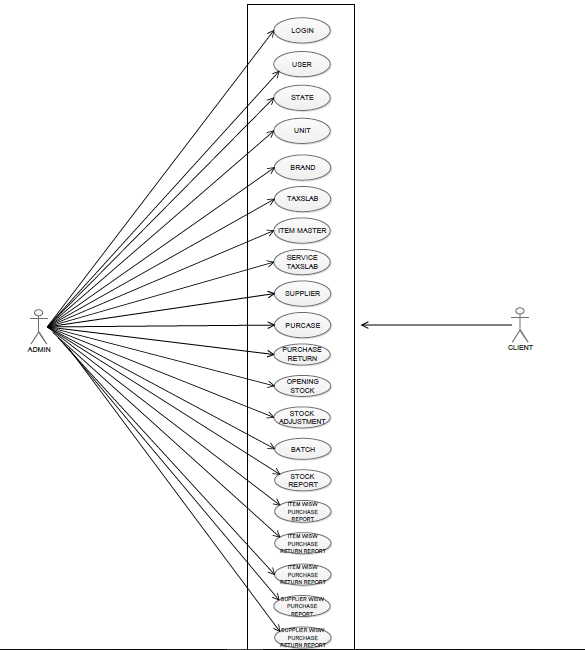 LOGIN
USER
STATE
UNIT
BRAND
TAXSLAB
ITEM MASTER
SERVICE
TAXSLAB
SUPPLIER
PURCASE
ADMIN
CLIENT
PURCHASE
RETURN
OPENING
STOCK
STOCK
ADJUSTMENT
BATCH
STOCK
REPORT
ITEM WISW
PURCHASE
REPORT
ITEM WISW
PURCHASE
RETURN REPORT
ITEM WISW
PURCHASE
RETURN REPORT
SUPPLIER WISW
PURCHASE
REPORT
SUPPLIER WISW
PURCHASE
RETURN REPORT